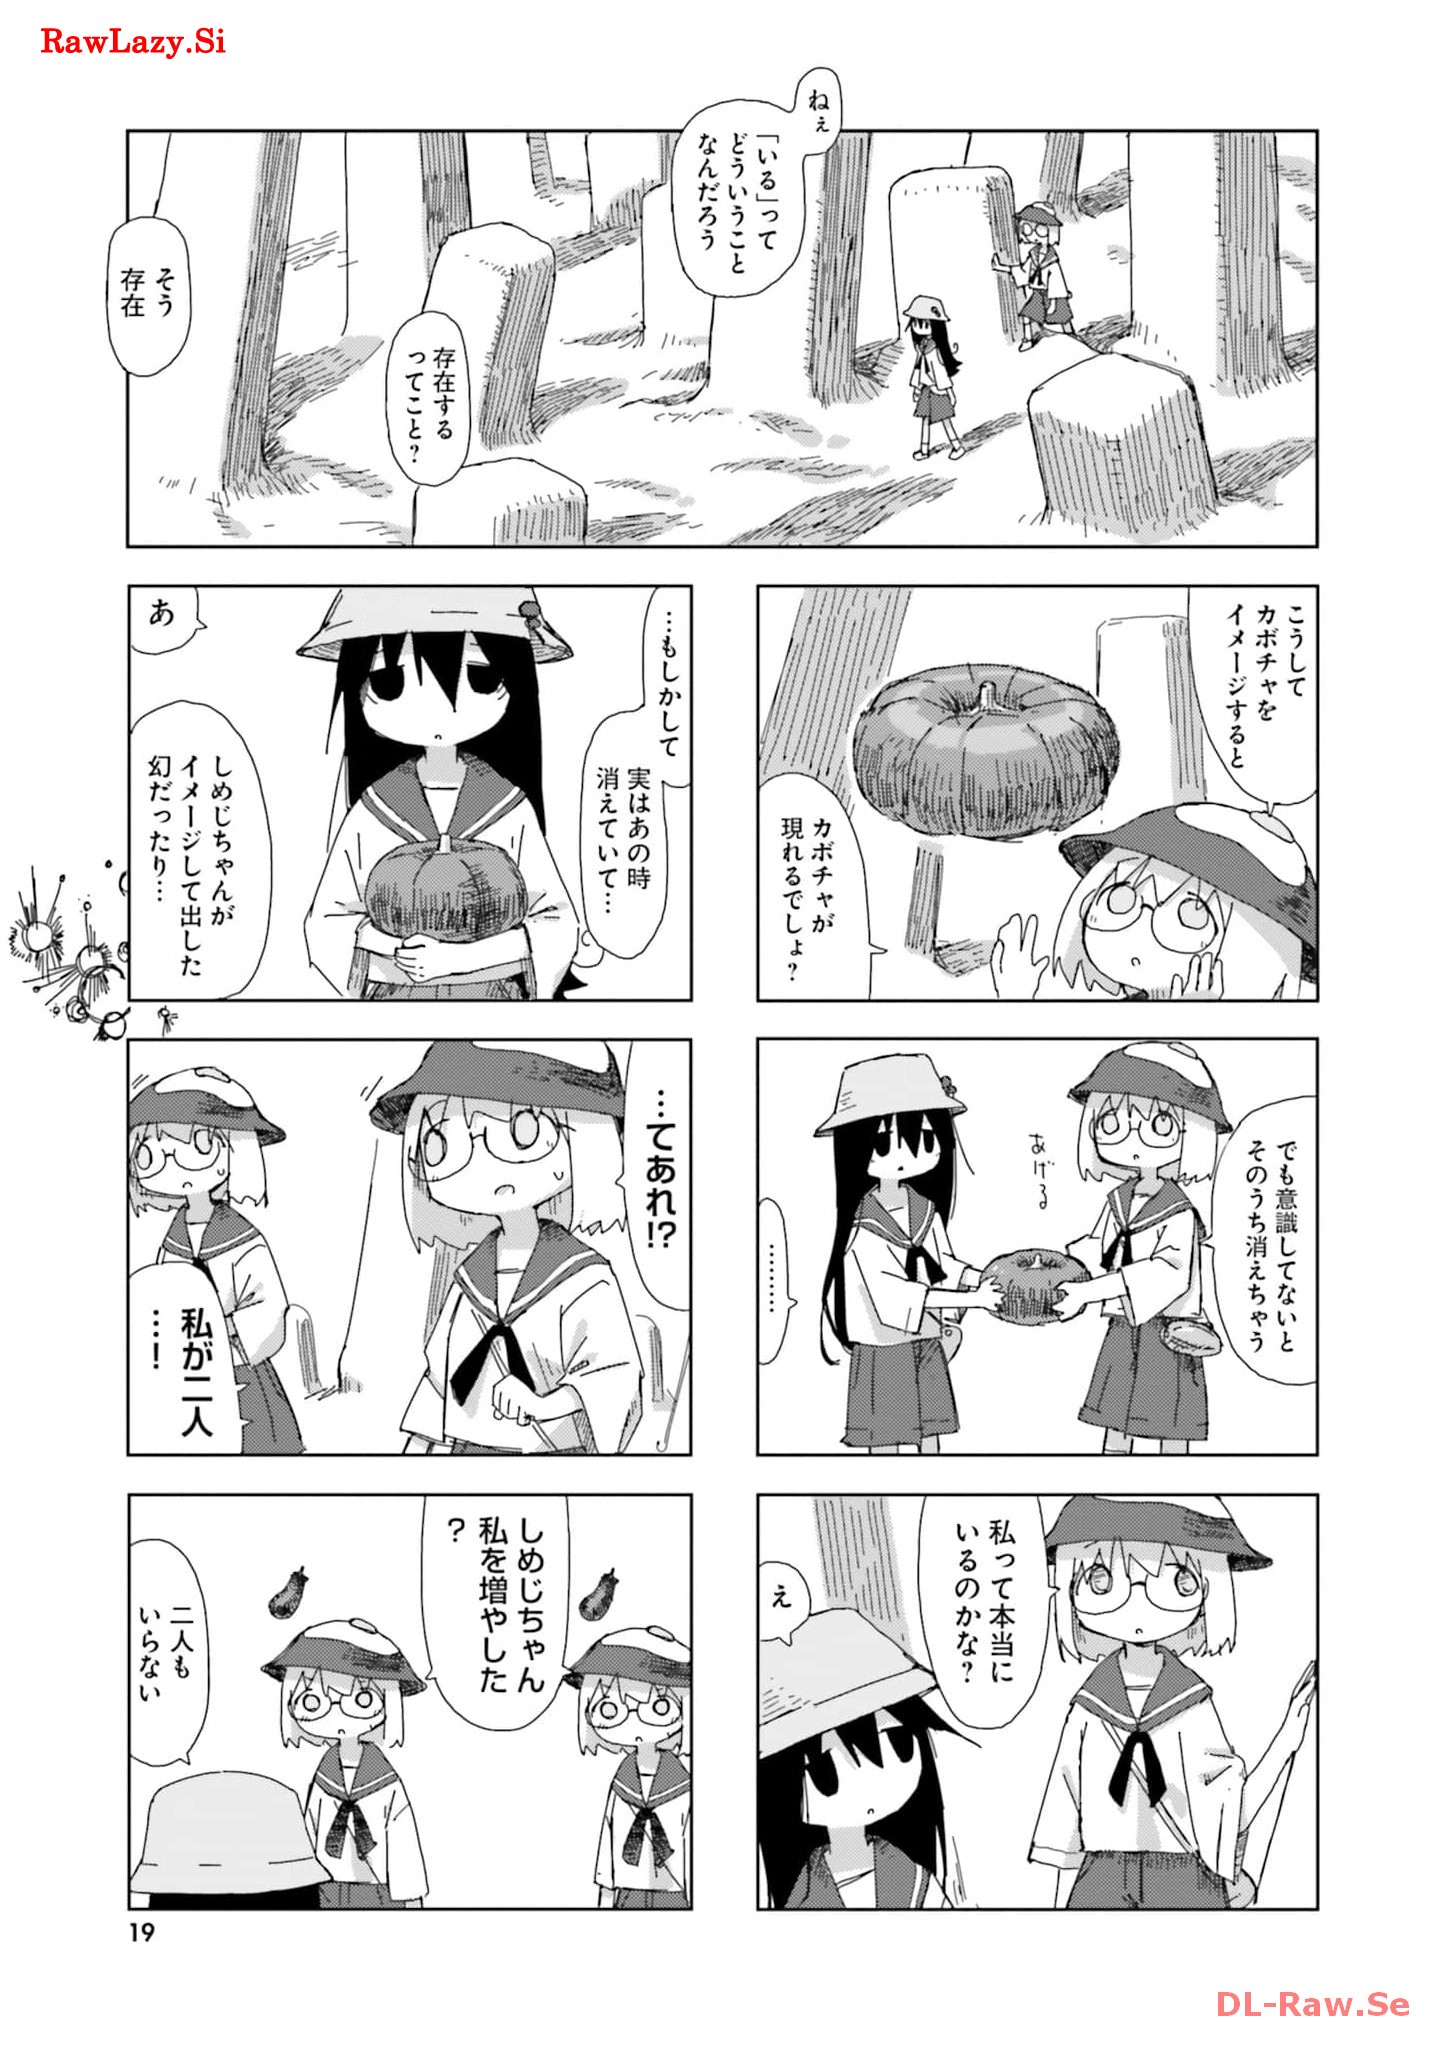 RawLazy.Si
ねぇ
「いる」って
どういうこと
なんだろう
存在する
ってこと?
そう
存在
こうして
カボチャを
イメージすると
カボチャが
現れるでしょ?
でも意識してないと
そのうち消えちゃう
あげる
………
私って本当に
いるのかな?
え
…もしかして
実はあの時
消えていて…
あ
しめじちゃんが
イメージして出した
幻だったり…
…てあれ!?
私が二人
…!
しめじちゃん
私を増やした
?
二人も
いらない
19
DL-Raw.Se